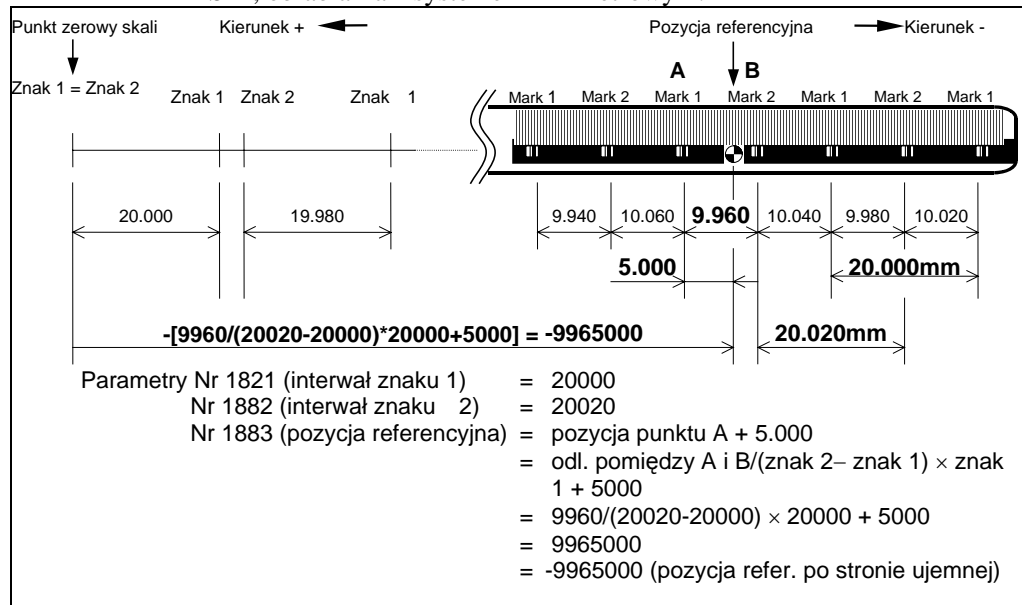 Punkt zerowy skali Kierunek + Pozycja referencyjna Kierunek -
A B
Znak 1 = Znak 2 Znak 1 Znak 2 Znak 1 Mark 1 Mark 2 Mark 1 Mark 2 Mark 1 Mark 2 Mark 1
20.000 19.980 9.940 10.060 9.960 10.040 9.980 10.020
5.000 20.000mm
-[9960/(20020-20000)*20000+5000] = -9965000 20.020mm
Parametry Nr 1821 (interwał znaku 1) = 20000
Nr 1882 (interwał znaku 2) = 20020
Nr 1883 (pozycja referencyjna) = pozycja punktu A + 5.000
= odl. pomiędzy A i B/(znak 2− znak 1) × znak
1 + 5000
= 9960/(20020-20000) × 20000 + 5000
= 9965000
= -9965000 (pozycja refer. po stronie ujemnej)